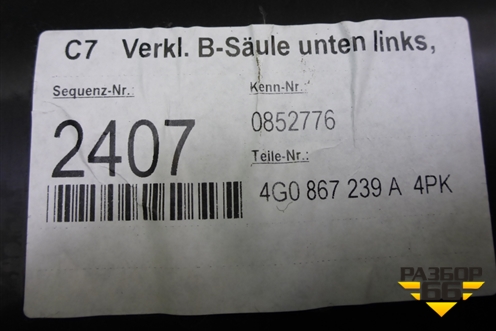 C7 Verkl. B-Säule unten links,
Sequenz-Nr.:
2407
Kenn-Nr.:
0852776
Teile-Nr.:
4G0 867 239 A 4PK
РАЗБОР
66